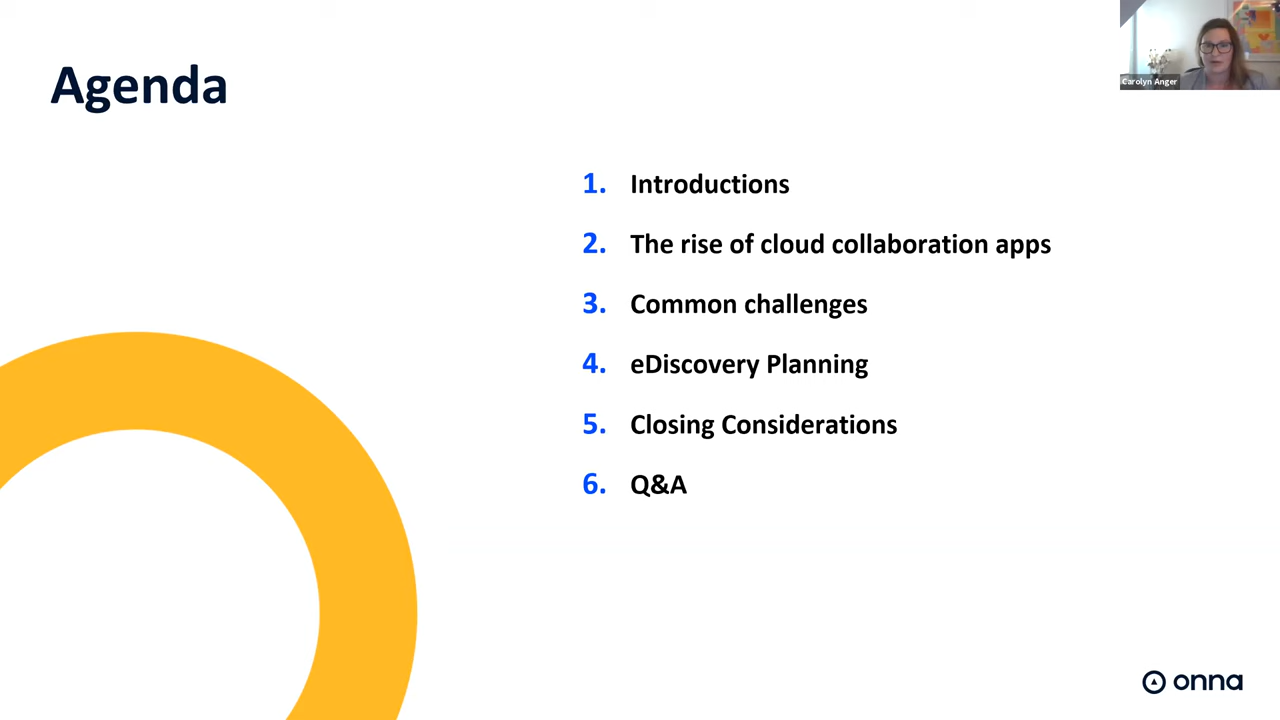 Agenda
Carolyn Anger
1. Introductions
2. The rise of cloud collaboration apps
3. Common challenges
4. eDiscovery Planning
5. Closing Considerations
6. Q&A
onna